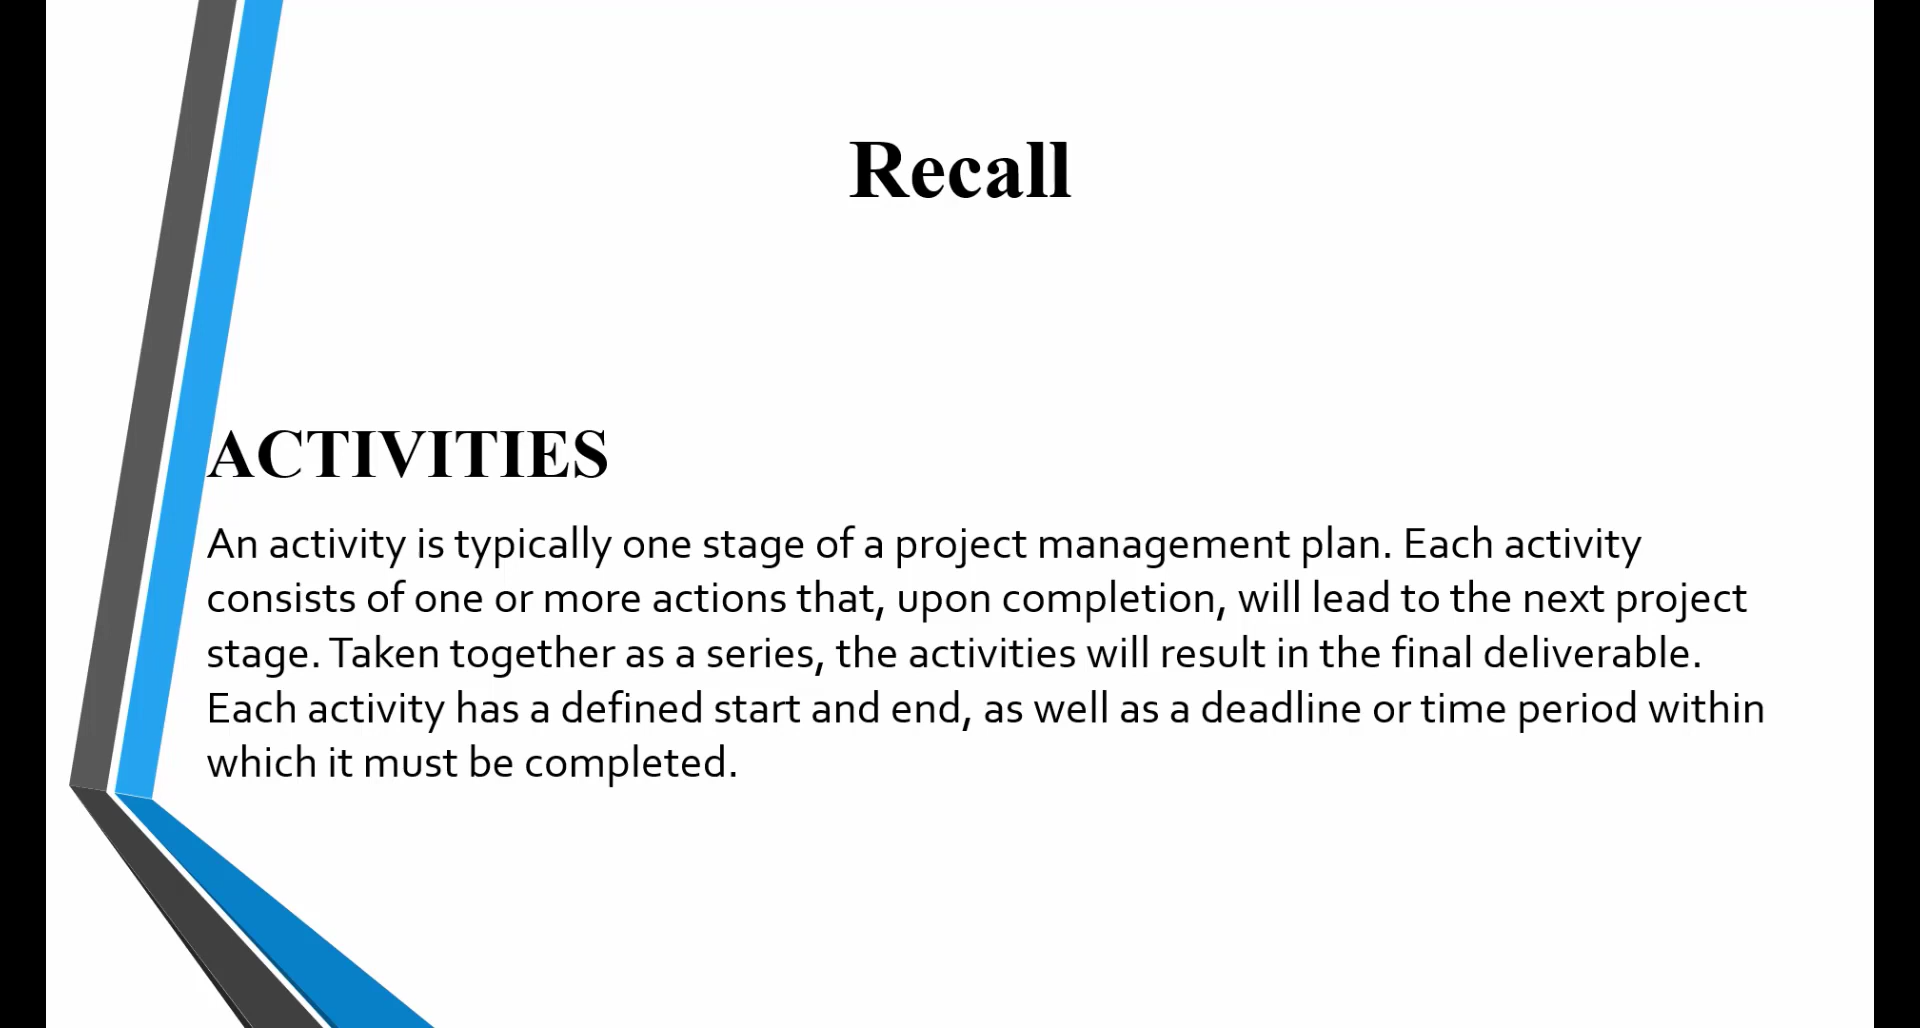 Recall
ACTIVITIES
An activity is typically one stage of a project management plan. Each activity
consists of one or more actions that, upon completion, will lead to the next project
stage. Taken together as a series, the activities will result in the final deliverable.
Each activity has a defined start and end, as well as a deadline or time period within
which it must be completed.